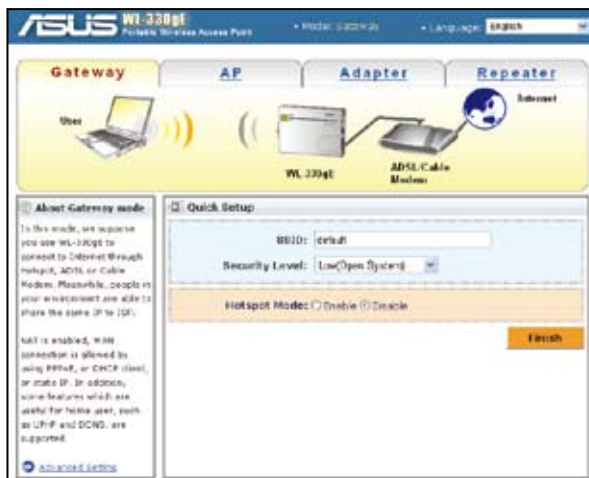 ASUS WL-330gE
Portable Wireless Access Point
Mode: Gateway
Language: English
Gateway
AP
Adapter
Repeater
User
WL-330gE
ADSL/Cable
Modem
Internet
About Gateway mode
In this mode, we suppose
you use WL-330gE to
connect to Internet through
Hotspot, ADSL or Cable
Modem. Meanwhile, people in
your environment are able to
share the same IP to ISP.
NAT is enabled, WAN
connection is allowed by
using PPPoE, or DHCP client,
or static IP. In addition,
some features which are
useful for home user, such
as UPnP and DDNS, are
supported.
Advanced Setting
Quick Setup
SSID: default
Security Level: Low(Open System)
Hotspot Mode: Enable Disable
Finish